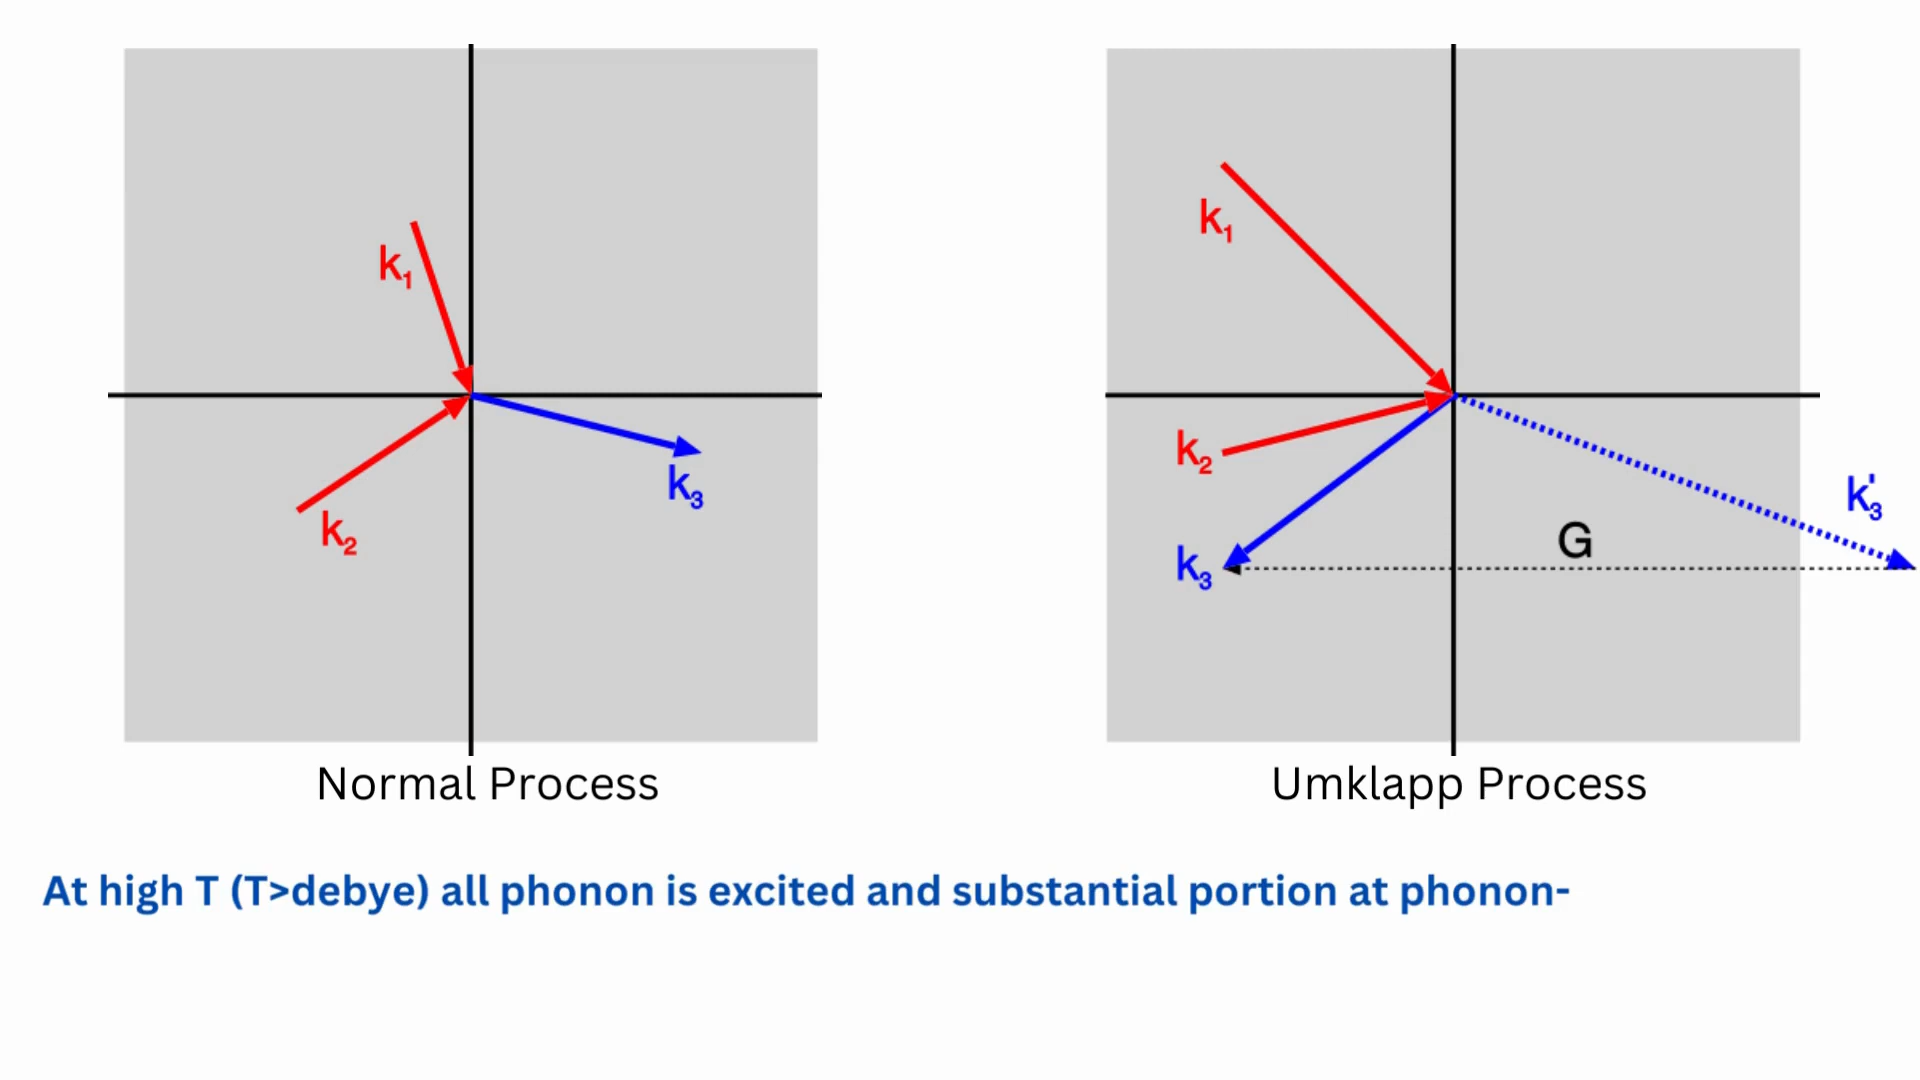 k₁
k₂
k₃
Normal Process
k₁
k₂
k₃
G
k'₃
Umklapp Process
At high T (T>debye) all phonon is excited and substantial portion at phonon-